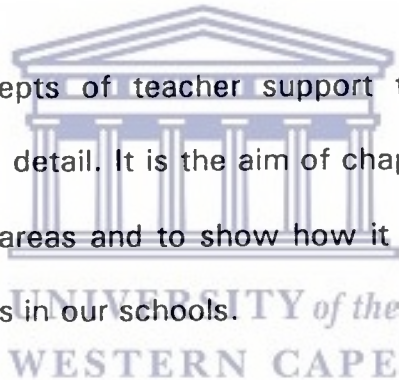 epts of teacher support t
detail. It is the aim of chap
areas and to show how it
s in our schools.
UNIVERSITY of the
WESTERN CAPE